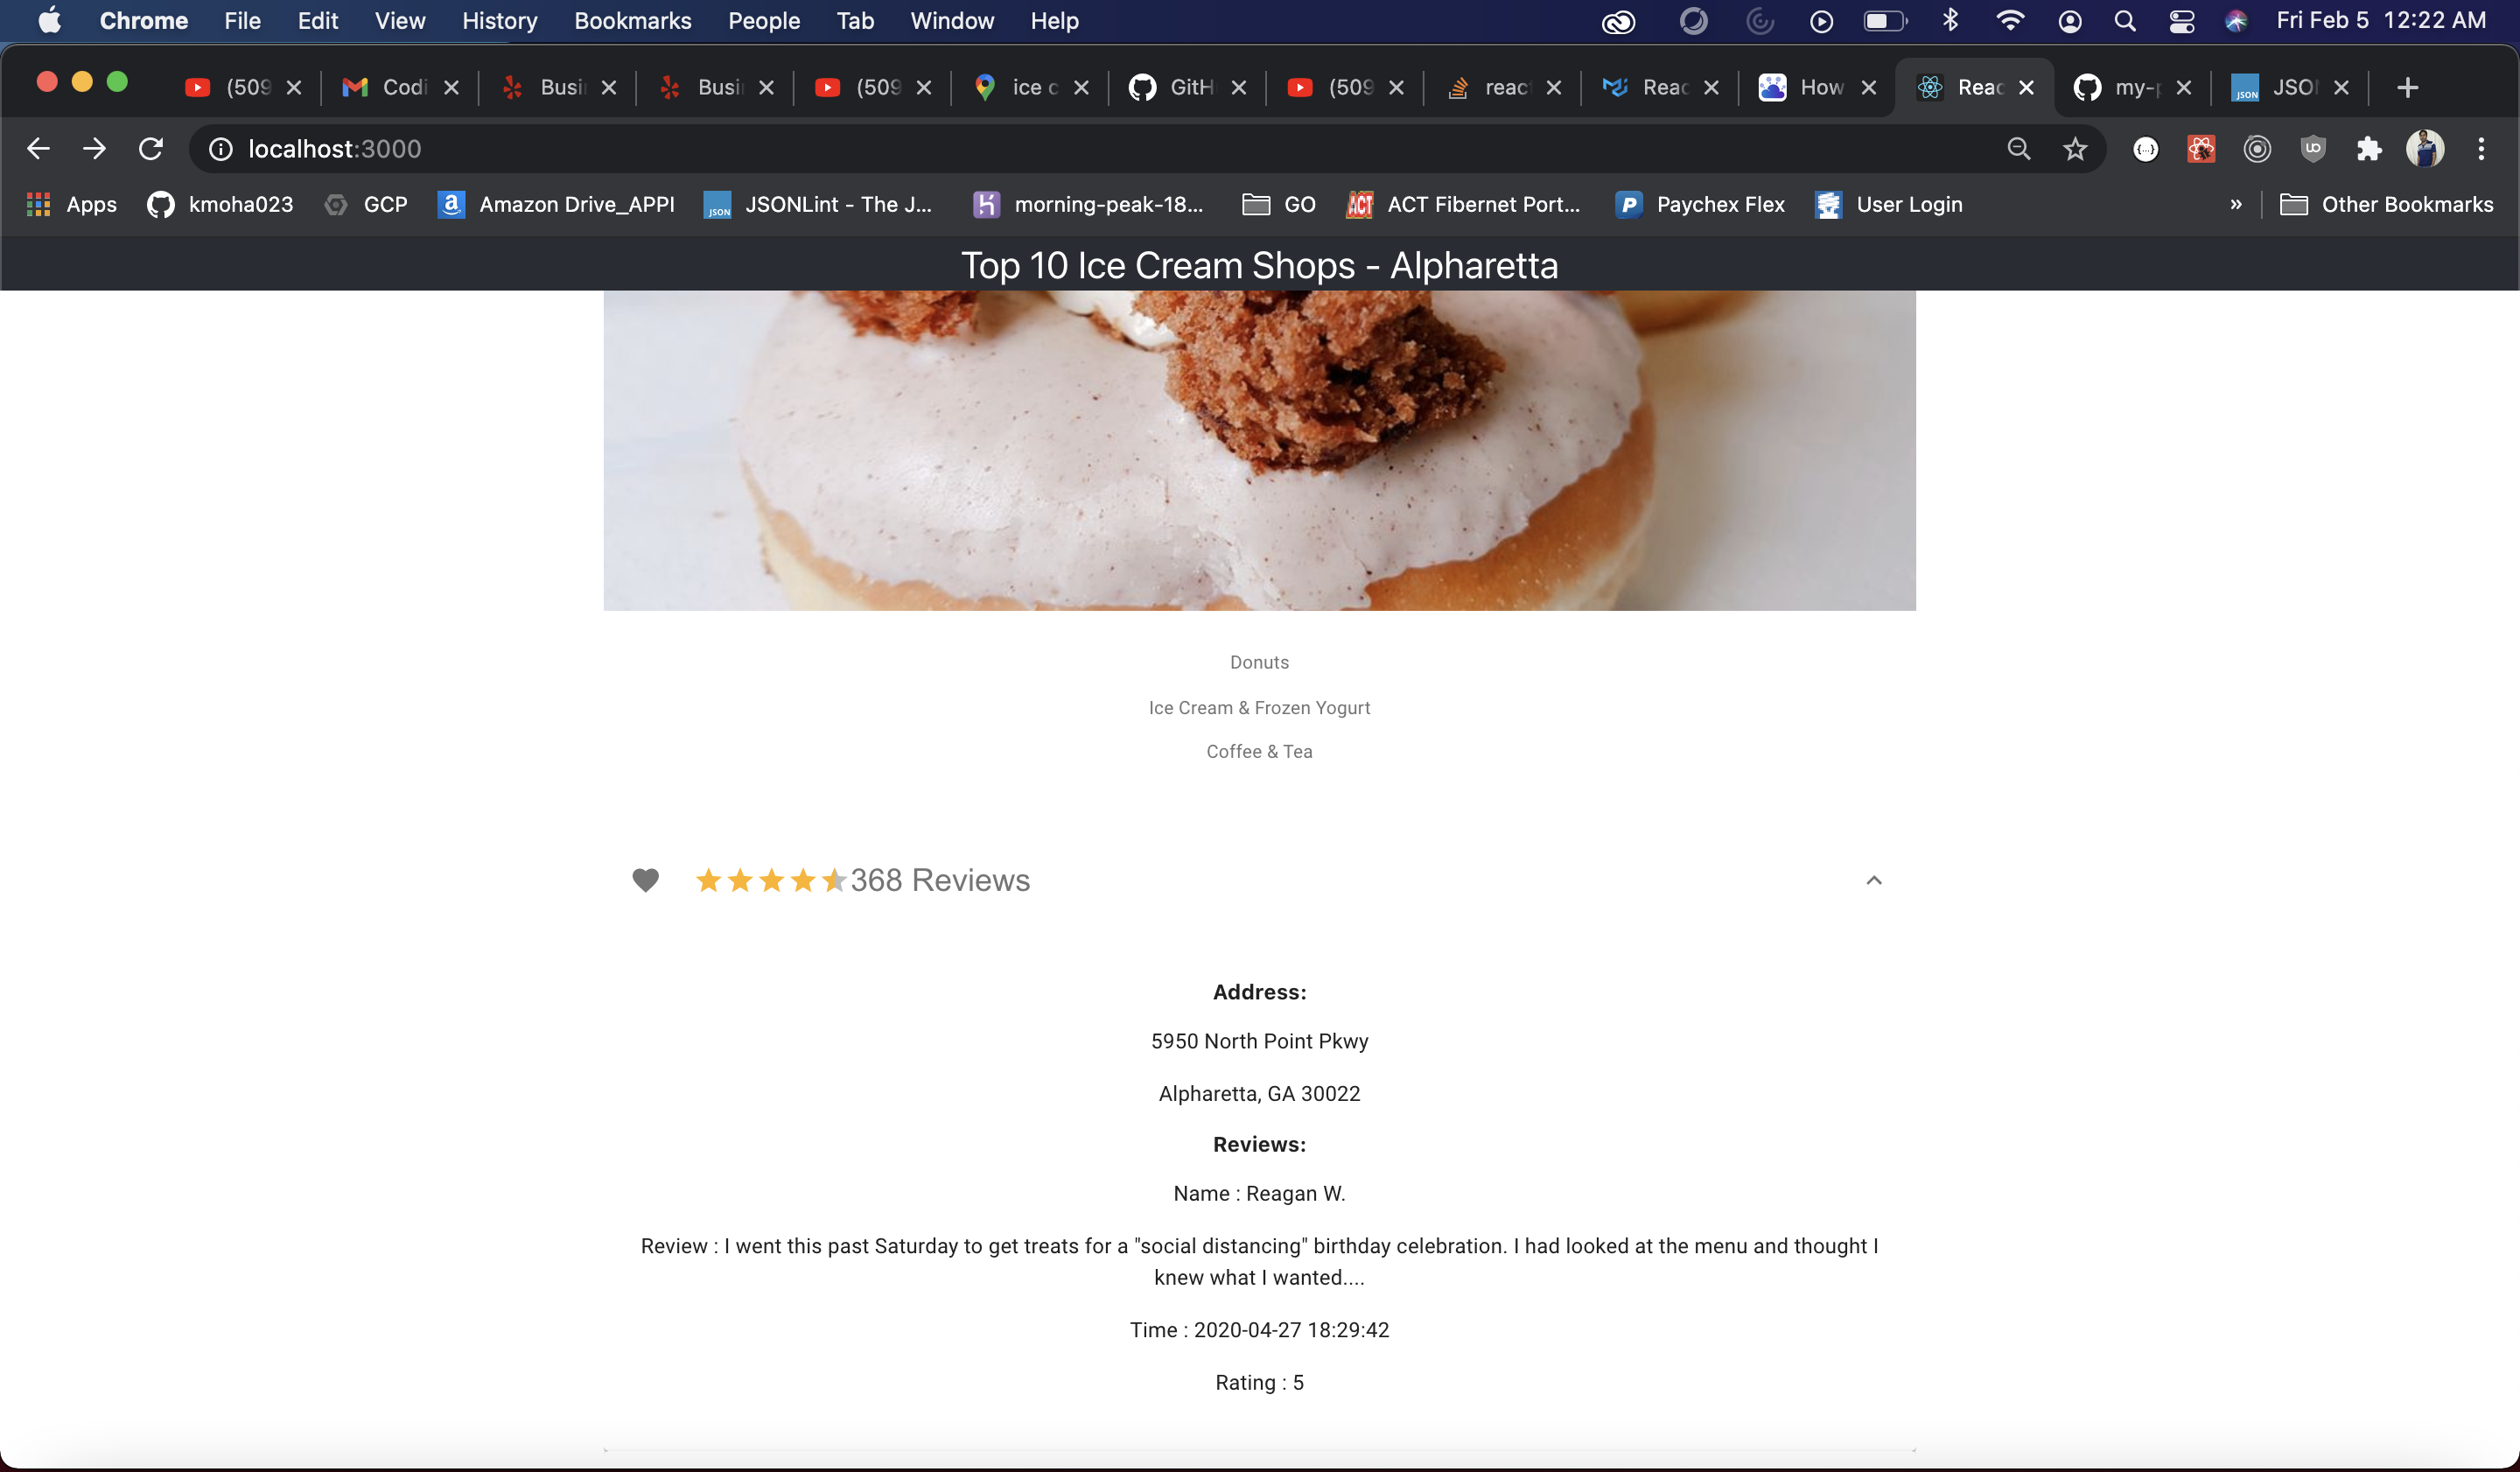 Chrome File Edit View History Bookmarks People Tab Window Help Fri Feb 5 12:22 AM
(509 Codi Busi Busi (509 ice c GitH (509 reac Reac How Reac my-p JSO
localhost:3000
Apps kmoha023 GCP Amazon Drive_APPI JSON JSONLint - The J... morning-peak-18... GO ACT ACT Fibernet Port... Paychex Flex User Login » Other Bookmarks
Top 10 Ice Cream Shops - Alpharetta
Donuts
Ice Cream & Frozen Yogurt
Coffee & Tea
368 Reviews
Address:
5950 North Point Pkwy
Alpharetta, GA 30022
Reviews:
Name : Reagan W.
Review : I went this past Saturday to get treats for a "social distancing" birthday celebration. I had looked at the menu and thought I
knew what I wanted....
Time : 2020-04-27 18:29:42
Rating : 5